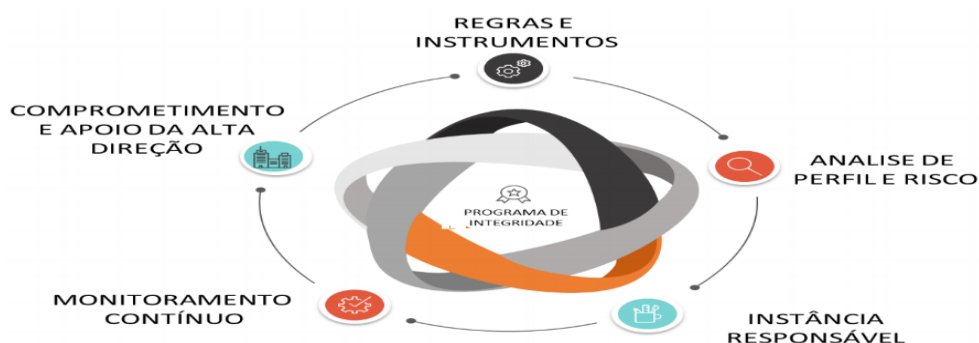 REGRAS E
INSTRUMENTOS
COMPROMETIMENTO
E APOIO DA ALTA
DIREÇÃO
ANALISE DE
PERFIL E RISCO
PROGRAMA DE
INTEGRIDADE
MONITORAMENTO
CONTÍNUO
INSTÂNCIA
RESPONSÁVEL